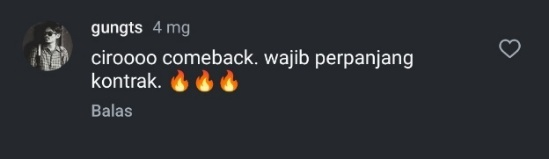 gungts 4 mg
ciroooo comeback. wajib perpanjang
kontrak. 🔥🔥🔥
Balas